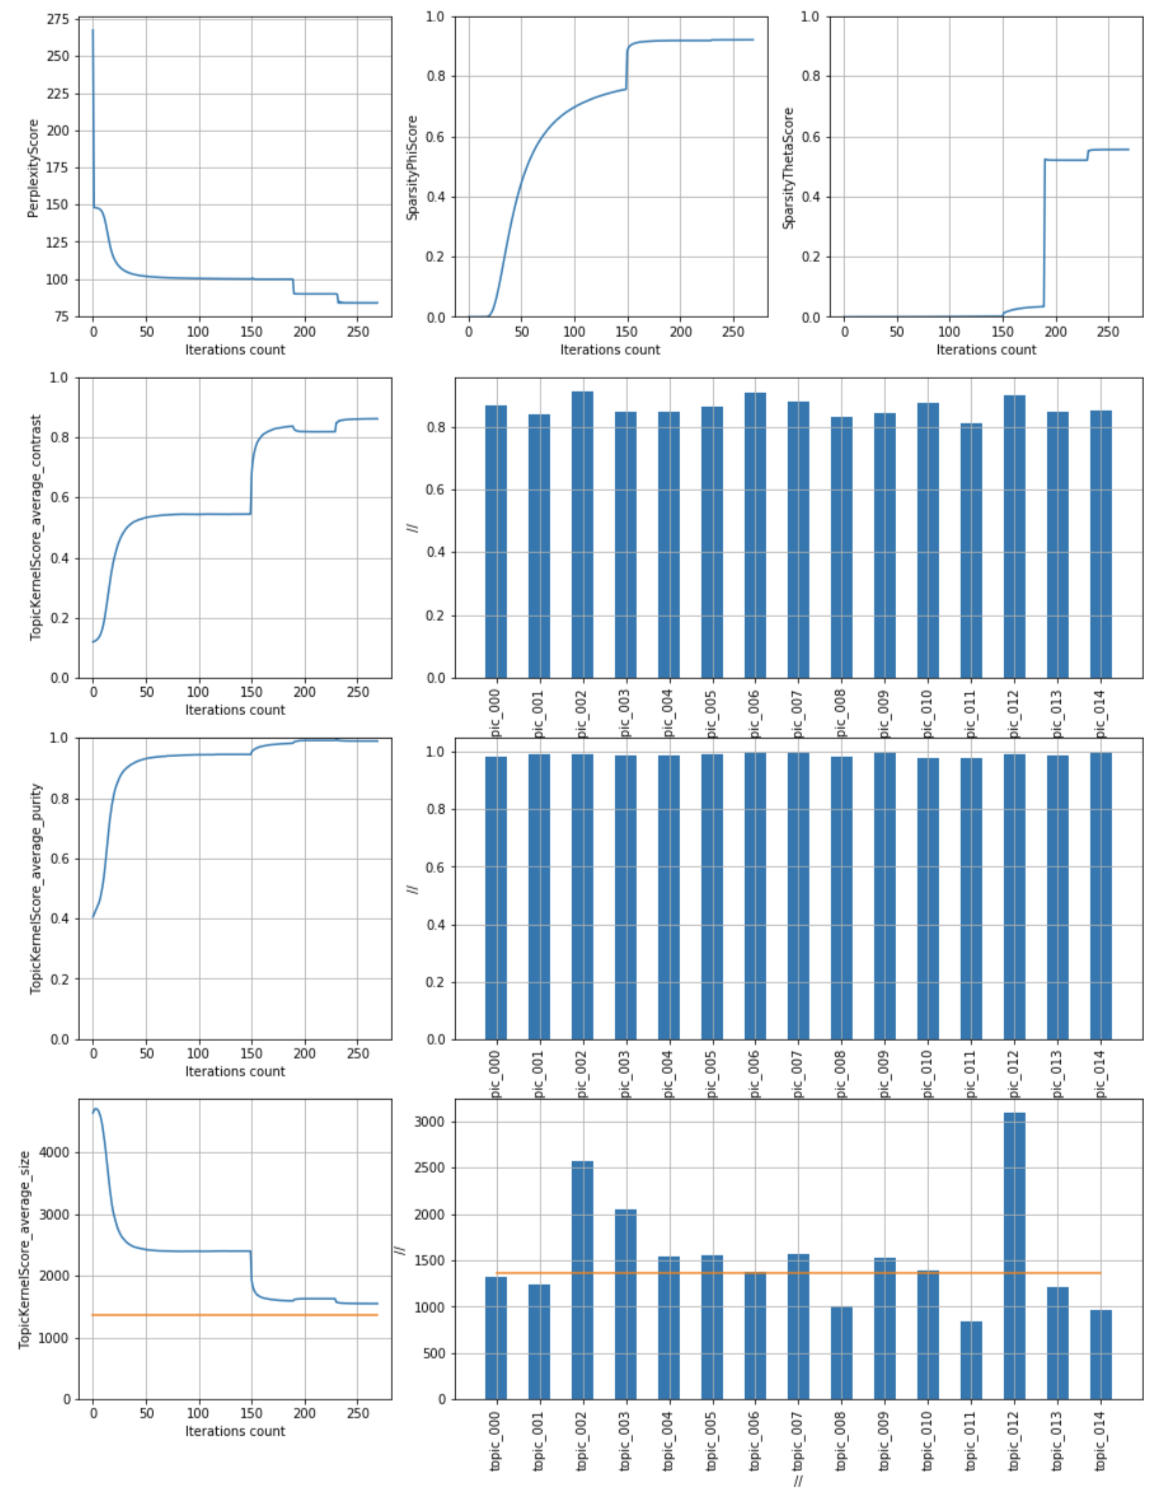 PerplexityScore
275
250
225
200
175
150
125
100
75
0 50 100 150 200 250
Iterations count
SparsityPhiScore
1.0
0.8
0.6
0.4
0.2
0.0
0 50 100 150 200 250
Iterations count
SparsityThetaScore
1.0
0.8
0.6
0.4
0.2
0.0
0 50 100 150 200 250
Iterations count
TopicKernelScore_average_contrast
1.0
0.8
0.6
0.4
0.2
0.0
0 50 100 150 200 250
Iterations count
//
0.8
0.6
0.4
0.2
0.0
pic_000
pic_001
pic_002
pic_003
pic_004
pic_005
pic_006
pic_007
pic_008
pic_009
pic_010
pic_011
pic_012
pic_013
pic_014
TopicKernelScore_average_purity
1.0
0.8
0.6
0.4
0.2
0.0
0 50 100 150 200 250
Iterations count
//
1.0
0.8
0.6
0.4
0.2
0.0
pic_000
pic_001
pic_002
pic_003
pic_004
pic_005
pic_006
pic_007
pic_008
pic_009
pic_010
pic_011
pic_012
pic_013
pic_014
TopicKernelScore_average_size
4000
3000
2000
1000
0
0 50 100 150 200 250
Iterations count
//
3000
2500
2000
1500
1000
500
0
topic_000
topic_001
topic_002
topic_003
topic_004
topic_005
topic_006
topic_007
topic_008
topic_009
topic_010
topic_011
topic_012
topic_013
topic_014
//